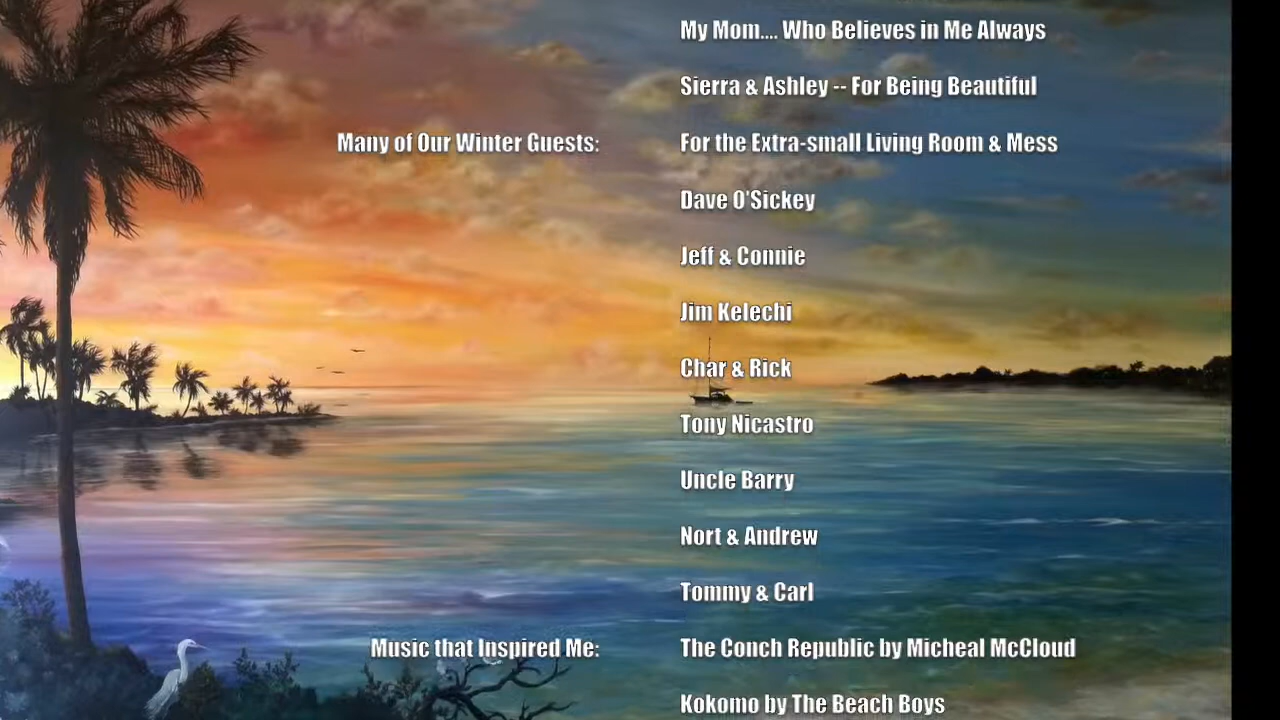 My Mom.... Who Believes in Me Always
Sierra & Ashley -- For Being Beautiful
Many of Our Winter Guests: For the Extra-small Living Room & Mess
Dave O'Sickey
Jeff & Connie
Jim Kelechi
Char & Rick
Tony Nicastro
Uncle Barry
Nort & Andrew
Tommy & Carl
Music that Inspired Me: The Conch Republic by Micheal McCloud
Kokomo by The Beach Boys